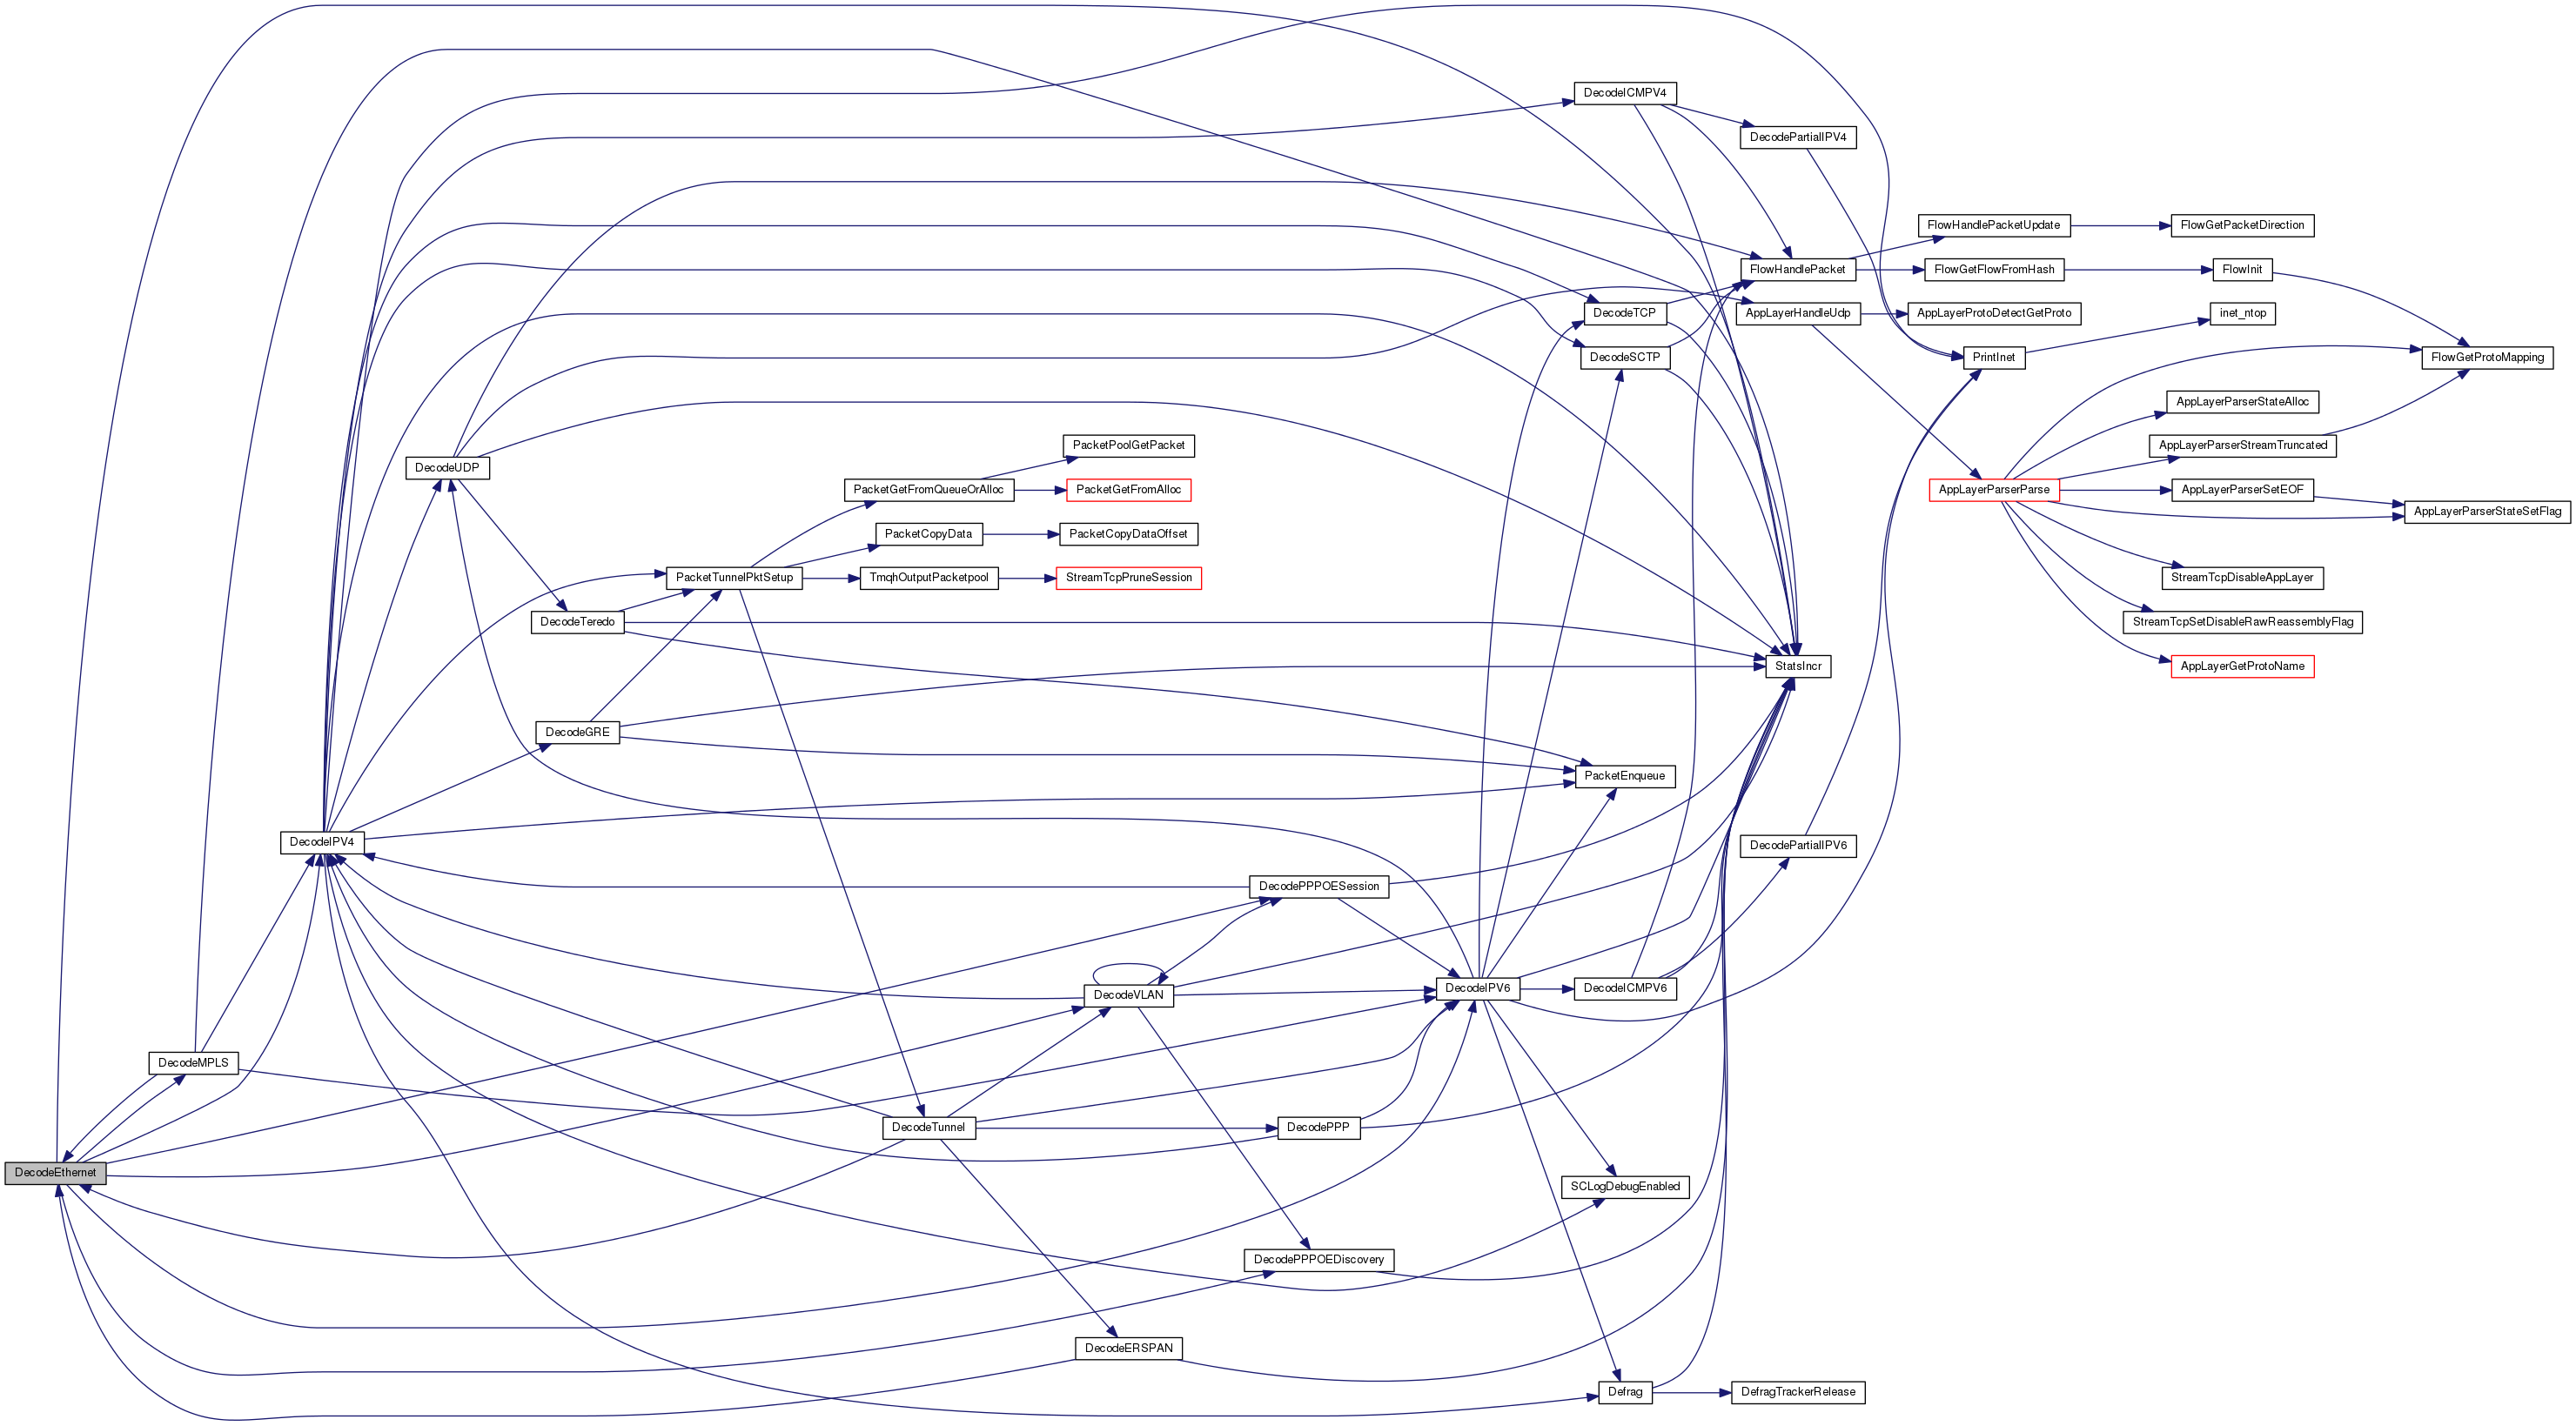 DecodeICMPV4
DecodePartialIPV4
FlowHandlePacketUpdate
FlowGetPacketDirection
FlowHandlePacket
FlowGetFlowFromHash
FlowInit
DecodeTCP
AppLayerHandleUdp
AppLayerProtoDetectGetProto
inet_ntop
DecodeSCTP
PrintInet
FlowGetProtoMapping
AppLayerParserStateAlloc
PacketPoolGetPacket
AppLayerParserStreamTruncated
DecodeUDP
PacketGetFromQueueOrAlloc
PacketGetFromAlloc
AppLayerParserParse
AppLayerParserSetEOF
AppLayerParserStateSetFlag
PacketCopyData
PacketCopyDataOffset
PacketTunnelPktSetup
TmqhOutputPacketpool
StreamTcpPruneSession
StreamTcpDisableAppLayer
DecodeTeredo
StreamTcpSetDisableRawReassemblyFlag
StatsIncr
AppLayerGetProtoName
DecodeGRE
PacketEnqueue
DecodeIPV4
DecodePartialIPV6
DecodePPPOESession
DecodeVLAN
DecodeIPV6
DecodeICMPV6
DecodeMPLS
DecodeTunnel
DecodePPP
DecodeEthernet
SCLogDebugEnabled
DecodePPPOEDiscovery
DecodeERSPAN
Defrag
DefragTrackerRelease